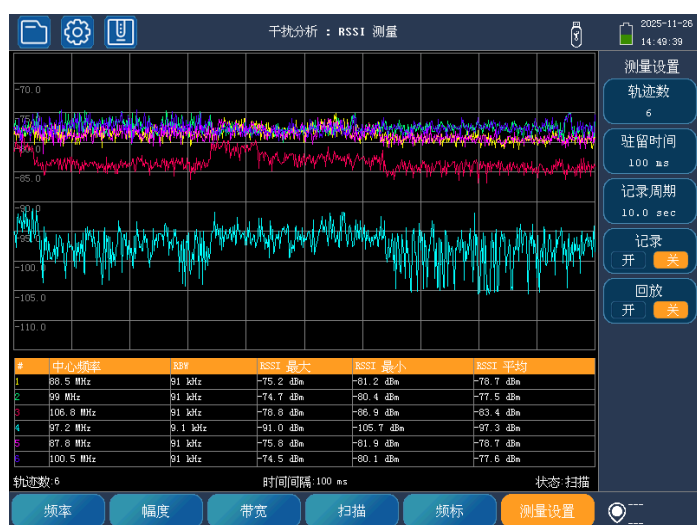 干扰分析 : RSSI 测量
2025-11-26
14:49:39
测量设置
轨迹数
6
驻留时间
100 ms
记录周期
10.0 sec
记录
开 关
回放
开 关
-70.0
-75.0
-80.0
-85.0
-90.0
-95.0
-100.0
-105.0
-110.0
# 中心频率 RBW RSSI 最大 RSSI 最小 RSSI 平均
1 88.5 MHz 91 kHz -75.2 dBm -81.2 dBm -78.7 dBm
2 99 MHz 91 kHz -74.7 dBm -80.4 dBm -77.5 dBm
3 106.8 MHz 91 kHz -78.8 dBm -86.9 dBm -83.4 dBm
4 97.2 MHz 9.1 kHz -91.0 dBm -105.7 dBm -97.3 dBm
5 87.8 MHz 91 kHz -75.8 dBm -81.9 dBm -78.7 dBm
6 100.5 MHz 91 kHz -74.5 dBm -80.1 dBm -77.6 dBm
轨迹数:6 时间间隔:100 ms 状态:扫描
频率 幅度 带宽 扫描 频标 测量设置
---
---